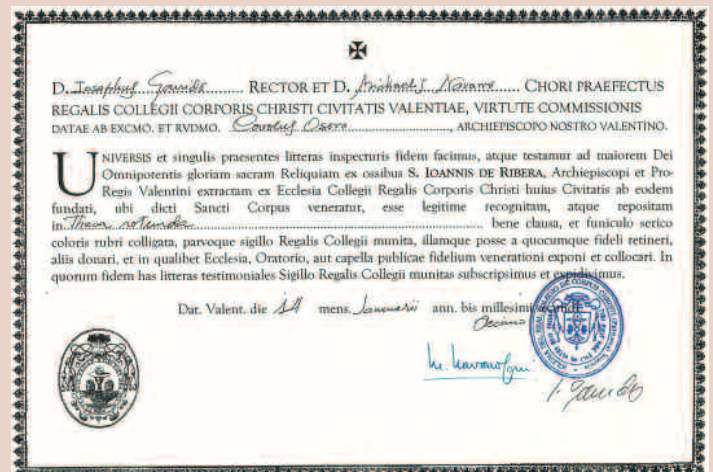 D. Josephus Gavidia RECTOR ET D. Michael J. Navarro CHORI PRAEFECTUS
REGALIS COLLEGII CORPORIS CHRISTI CIVITATIS VALENTIAE, VIRTUTE COMMISSIONIS
DATAE AB EXCMO. ET RVDMO. Carolus Osoro, ARCHIEPISCOPO NOSTRO VALENTINO.
UNIVERSIS et singulis praesentes litteras inspecturis fidem facimus, atque testamur ad maiorem Dei
Omnipotentis gloriam sacram Reliquiam ex ossibus S. IOANNIS DE RIBERA, Archiepiscopi et Pro-
Regis Valentini extractam ex Ecclesia Collegii Regalis Corporis Christi huius Civitatis ab eodem
fundati, ubi dicti Sancti Corpus veneratur, esse legitime recognitam, atque repositam
in Theca rotunda bene clausa, et funiculo serico
coloris rubri colligata, parvoque sigillo Regalis Collegii munita, illamque posse a quocumque fideli retineri,
aliis donari, et in qualibet Ecclesia, Oratorio, aut capella publicae fidelium venerationi exponi et collocari. In
quorum fidem has litteras testimoniales Sigillo Regalis Collegii munitas subscripsimus et expidivimus.
Dat. Valent. die 14 mens. Januarii ann. bis millesimi
Decimo